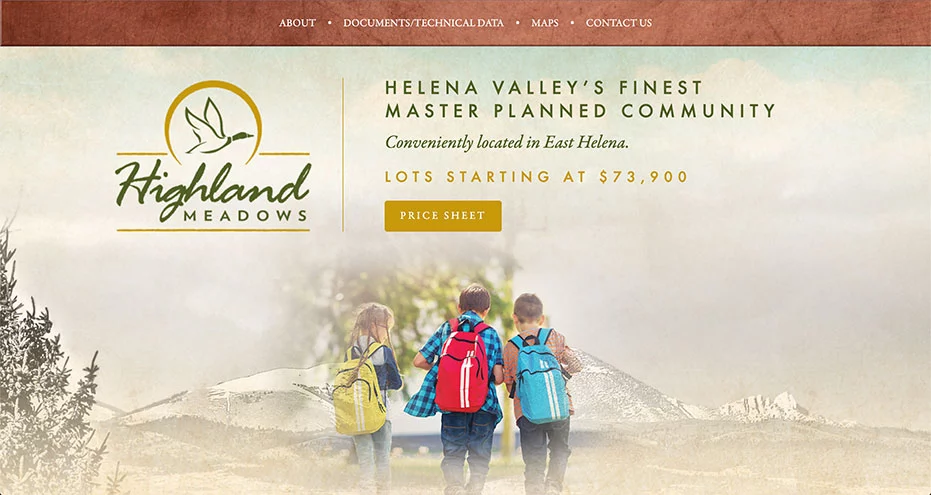 ABOUT • DOCUMENTS/TECHNICAL DATA • MAPS • CONTACT US
Highland
MEADOWS
HELENA VALLEY'S FINEST
MASTER PLANNED COMMUNITY
Conveniently located in East Helena.
LOTS STARTING AT $73,900
PRICE SHEET